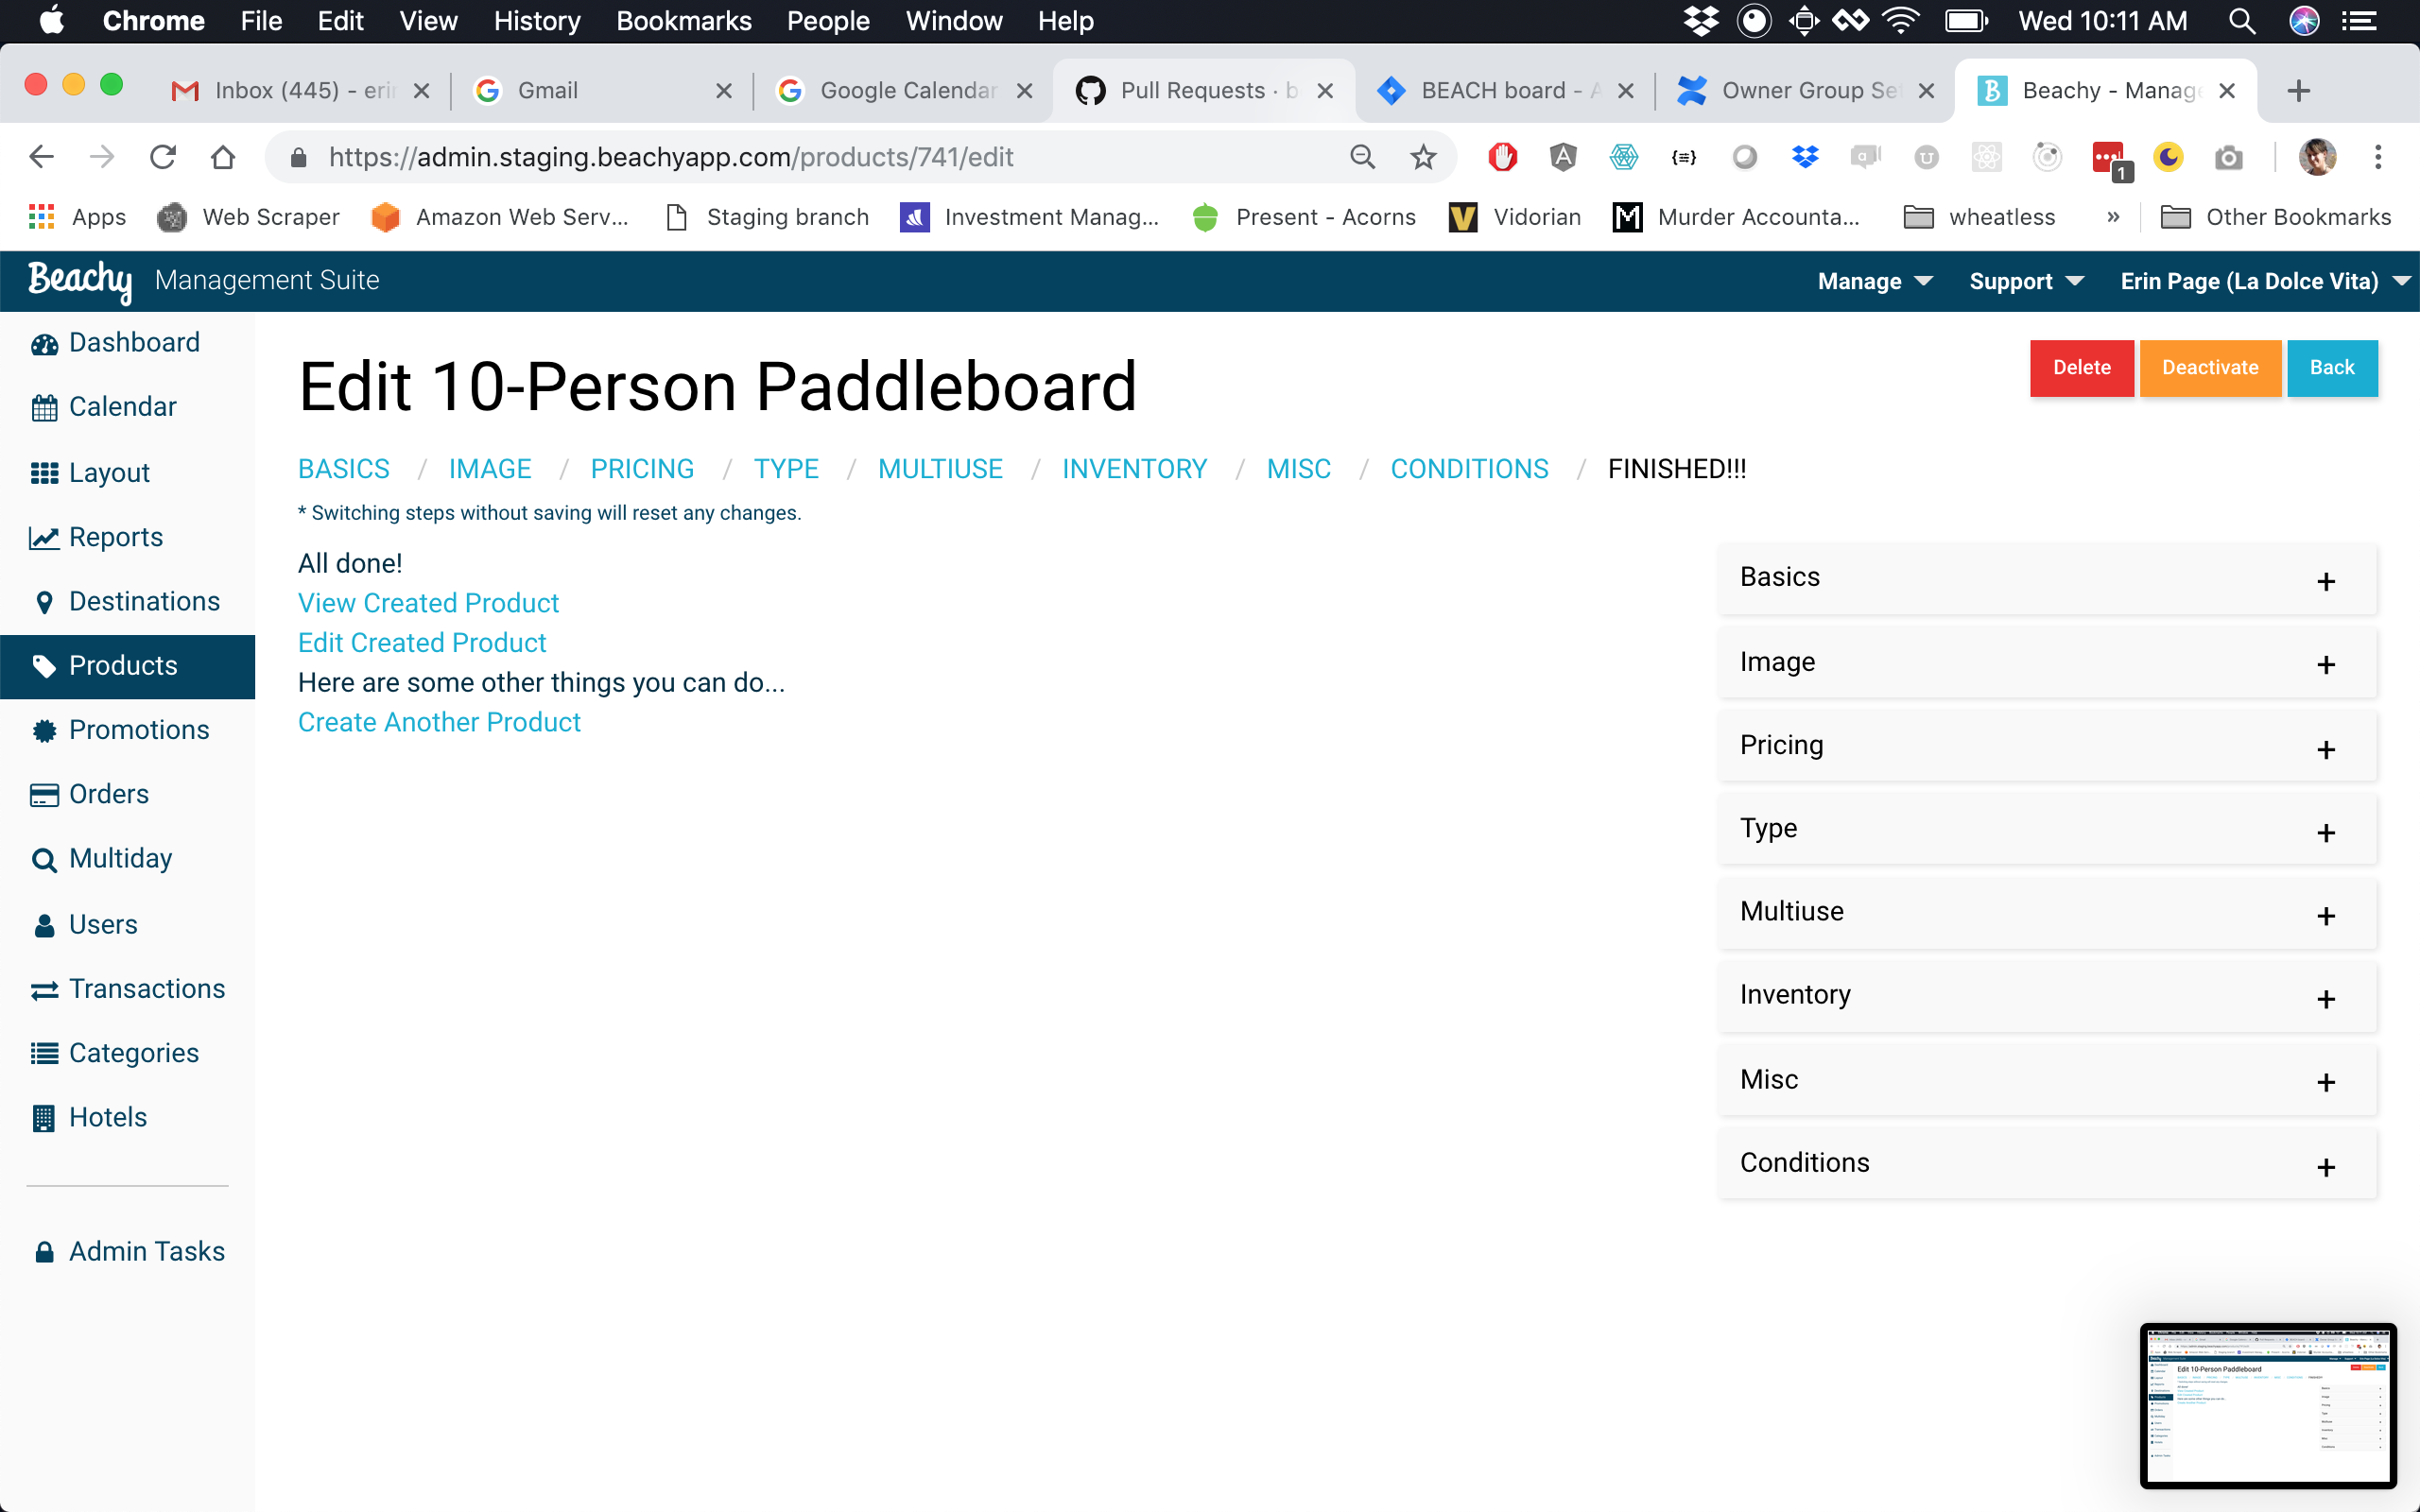 Chrome File Edit View History Bookmarks People Window Help Wed 10:11 AM
Inbox (445) - eri Gmail Google Calendar Pull Requests · b BEACH board - A Owner Group Se Beachy - Manag
https://admin.staging.beachyapp.com/products/741/edit 1
Apps Web Scraper Amazon Web Serv... Staging branch Investment Manag... Present - Acorns Vidorian Murder Accounta... wheatless » Other Bookmarks
Beachy Management Suite Manage Support Erin Page (La Dolce Vita)
Dashboard
Calendar
Layout
Reports
Destinations
Products
Promotions
Orders
Multiday
Users
Transactions
Categories
Hotels
Admin Tasks
Edit 10-Person Paddleboard
Delete Deactivate Back
BASICS / IMAGE / PRICING / TYPE / MULTIUSE / INVENTORY / MISC / CONDITIONS / FINISHED!!!
* Switching steps without saving will reset any changes.
All done!
View Created Product
Edit Created Product
Here are some other things you can do...
Create Another Product
Basics +
Image +
Pricing +
Type +
Multiuse +
Inventory +
Misc +
Conditions +
Edit 10-Person Paddleboard